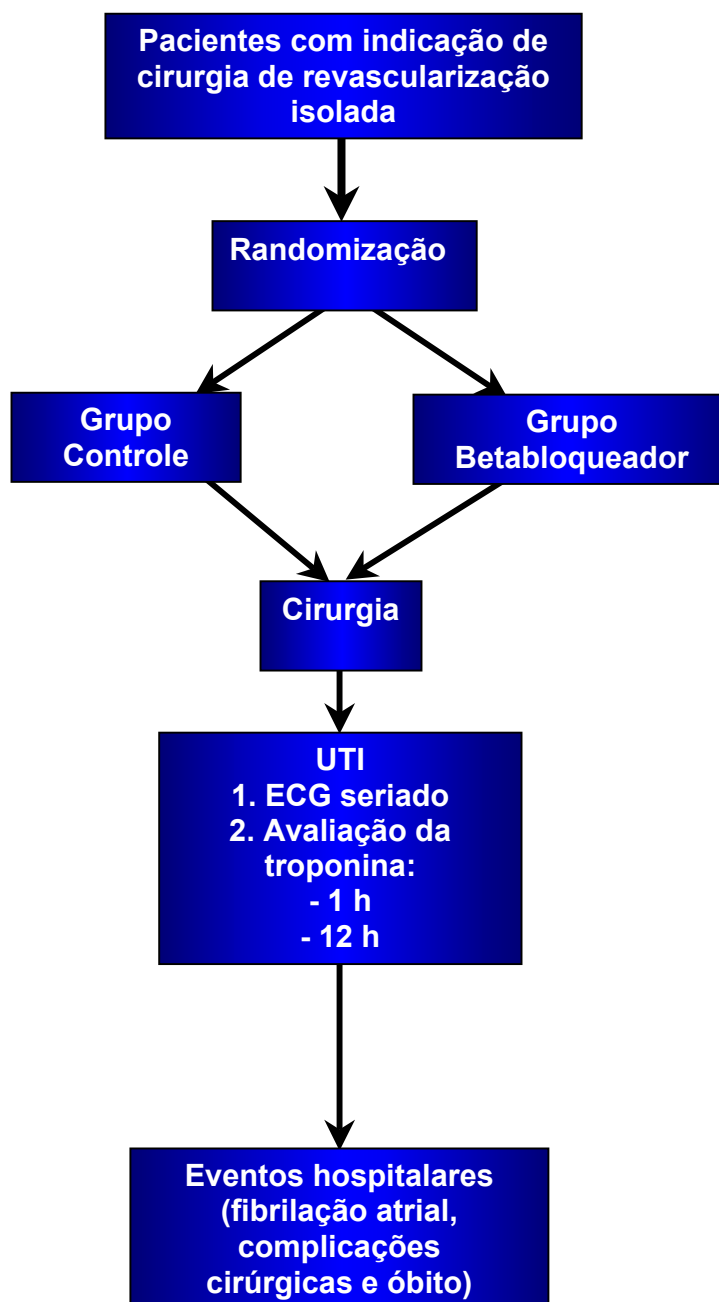 Pacientes com indicação de
cirurgia de revascularização
isolada
Randomização
Grupo
Controle
Grupo
Betabloqueador
Cirurgia
UTI
1. ECG seriado
2. Avaliação da
troponina:
- 1 h
- 12 h
Eventos hospitalares
(fibrilação atrial,
complicações
cirúrgicas e óbito)